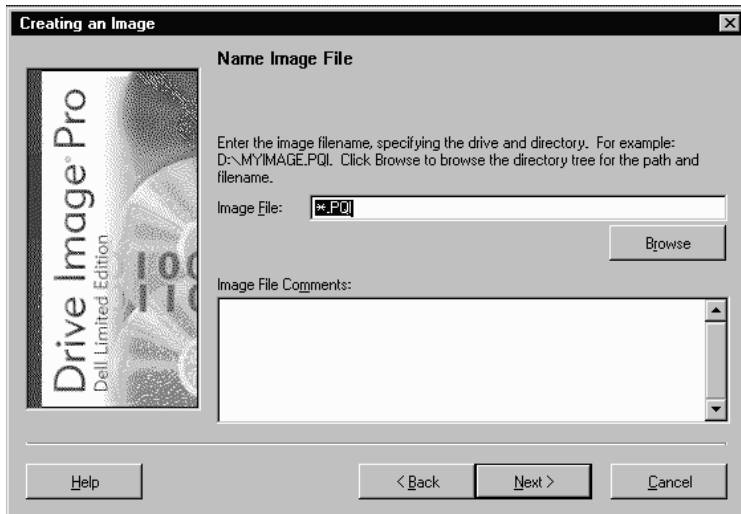 Creating an Image
Name Image File
Drive Image® Pro
Dell Limited Edition
100
110
Enter the image filename, specifying the drive and directory. For example:
D:\MYIMAGE.PQI. Click Browse to browse the directory tree for the path and
filename.
Image File:
*.PQI
Browse
Image File Comments:
Help
< Back
Next >
Cancel